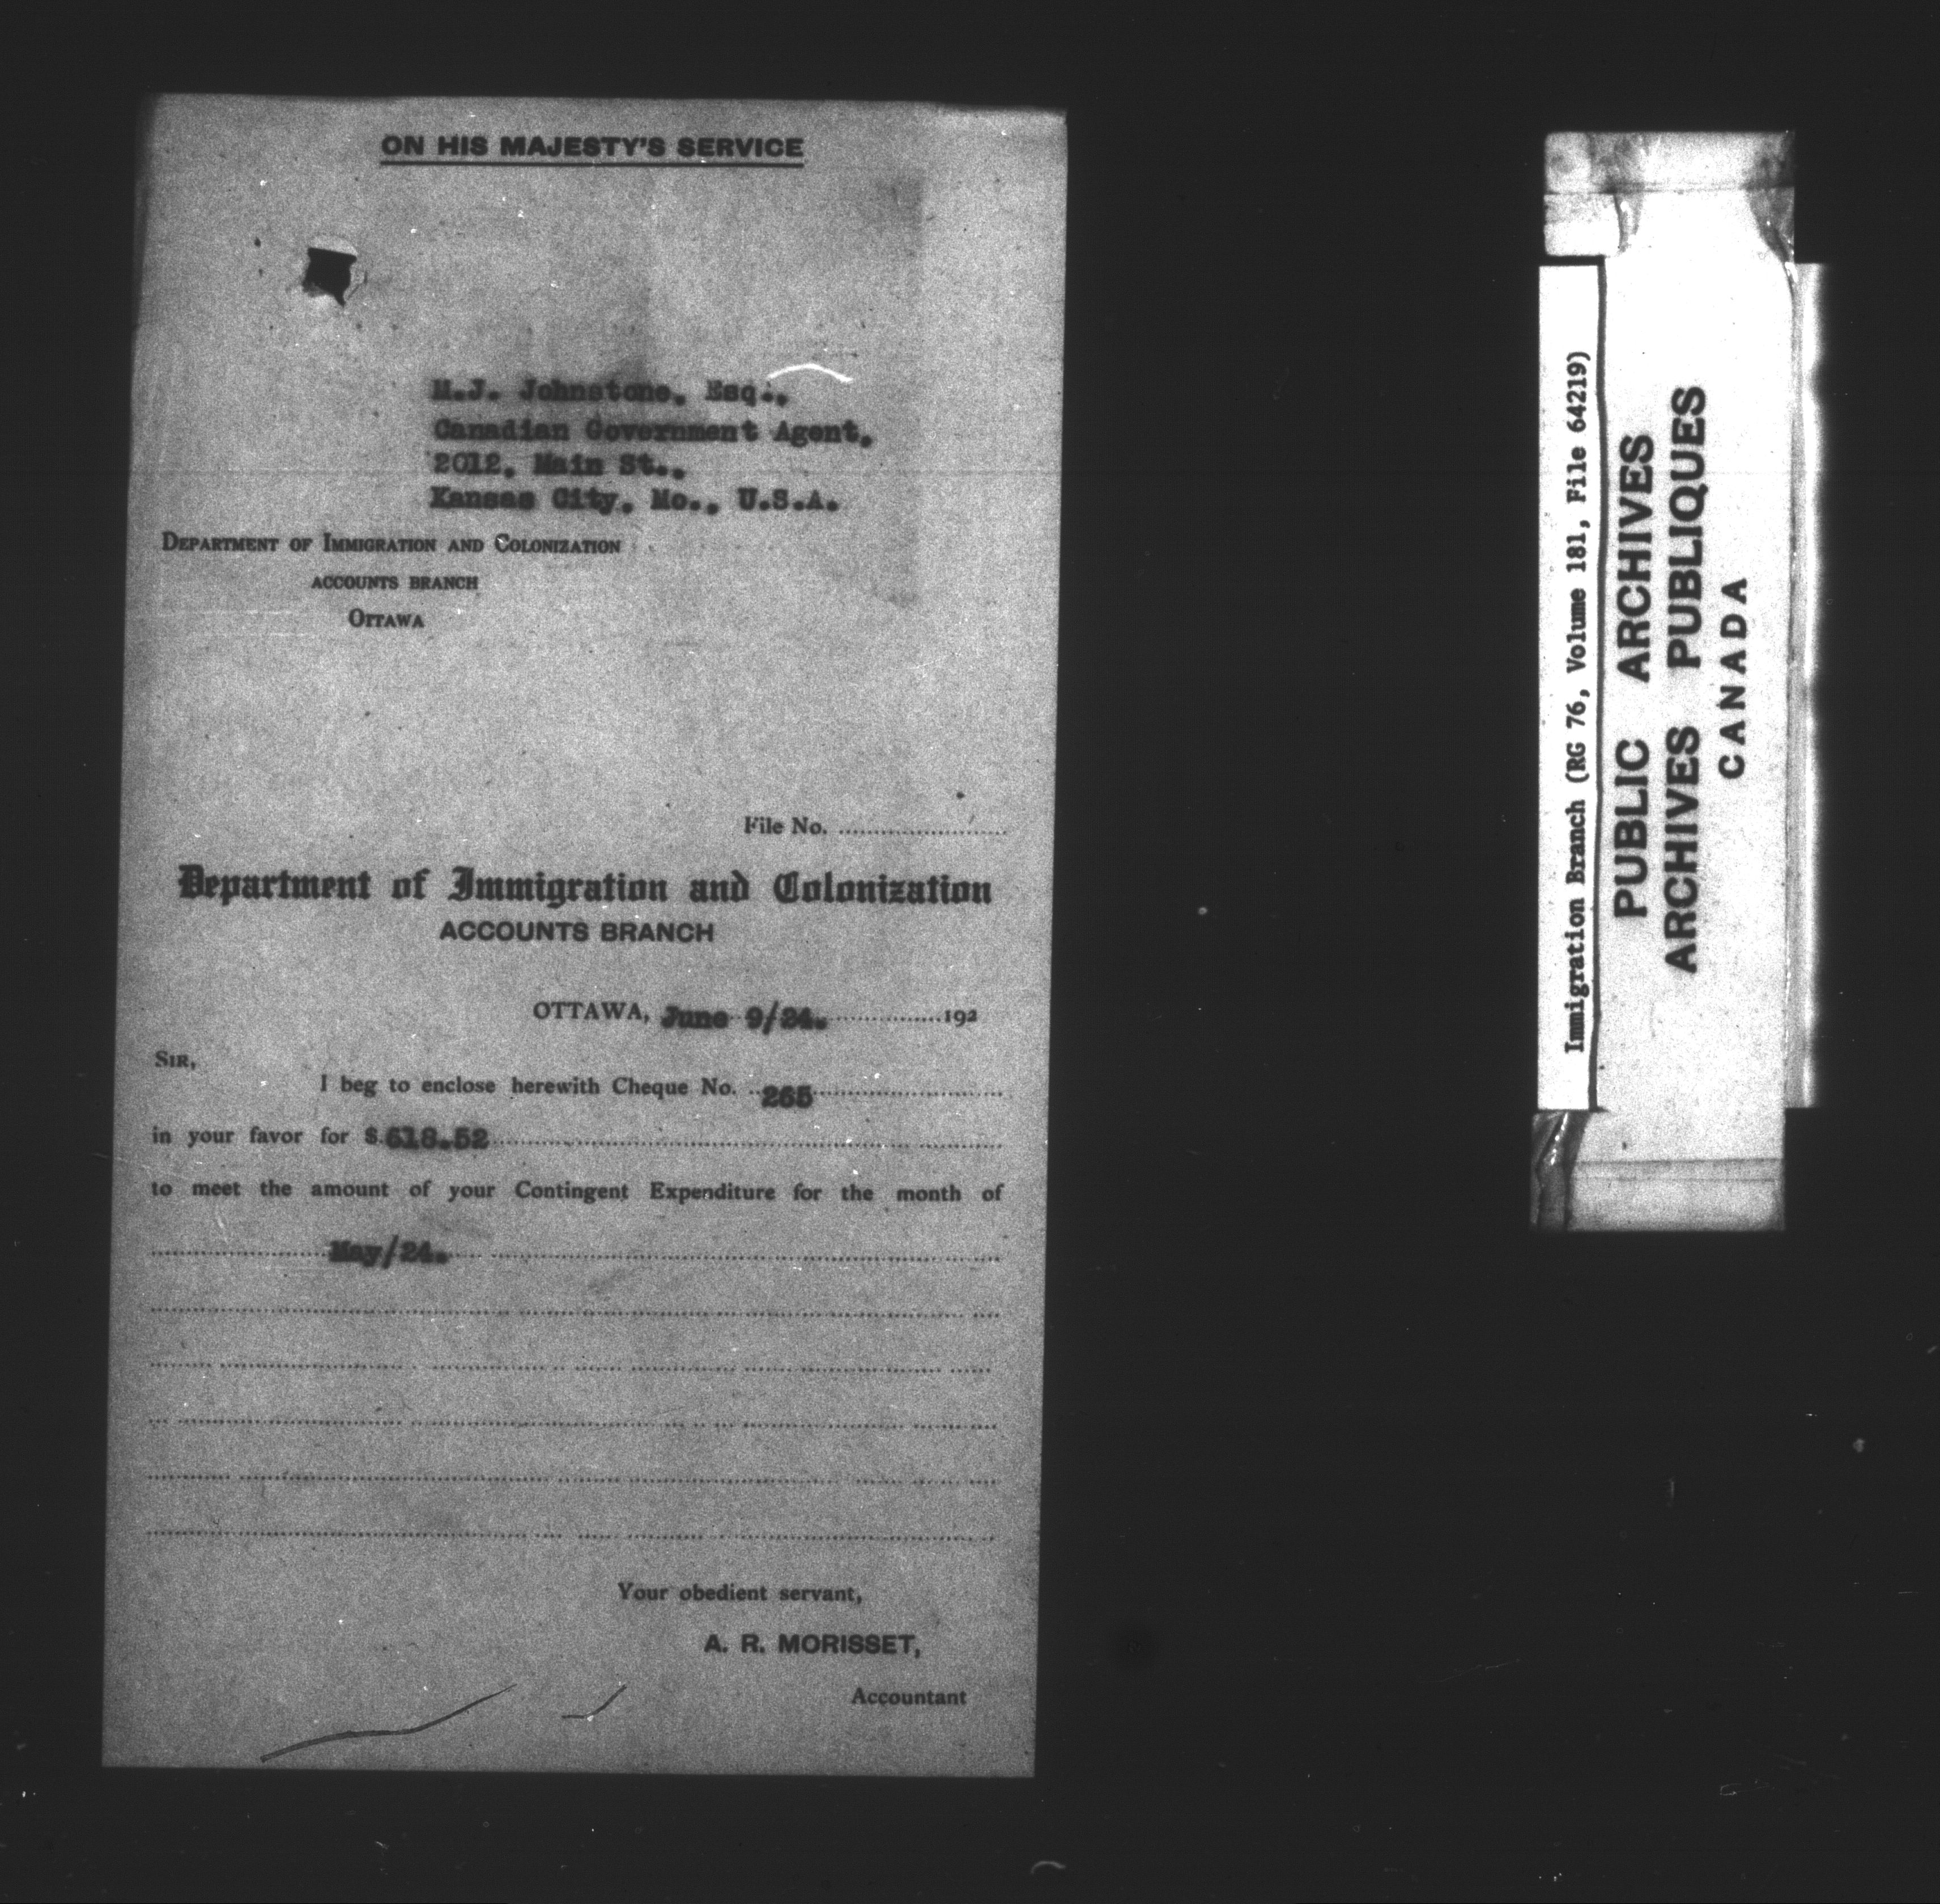 ON HIS MAJESTY'S SERVICE
M.J. Johnstone, Esq.,
Canadian Government Agent,
2012, Main St.,
Kansas City, Mo., U.S.A.
DEPARTMENT OF IMMIGRATION AND COLONIZATION
ACCOUNTS BRANCH
OTTAWA
File No.
Department of Immigration and Colonization
ACCOUNTS BRANCH
OTTAWA, June 9/24. 192
SIR,
I beg to enclose herewith Cheque No. 265
in your favor for $ 618.52
to meet the amount of your Contingent Expenditure for the month of
May/24.
Your obedient servant,
A. R. MORISSET,
Accountant
Immigration Branch (RG 76, Volume 181, File 64219)
PUBLIC ARCHIVES
ARCHIVES PUBLIQUES
CANADA